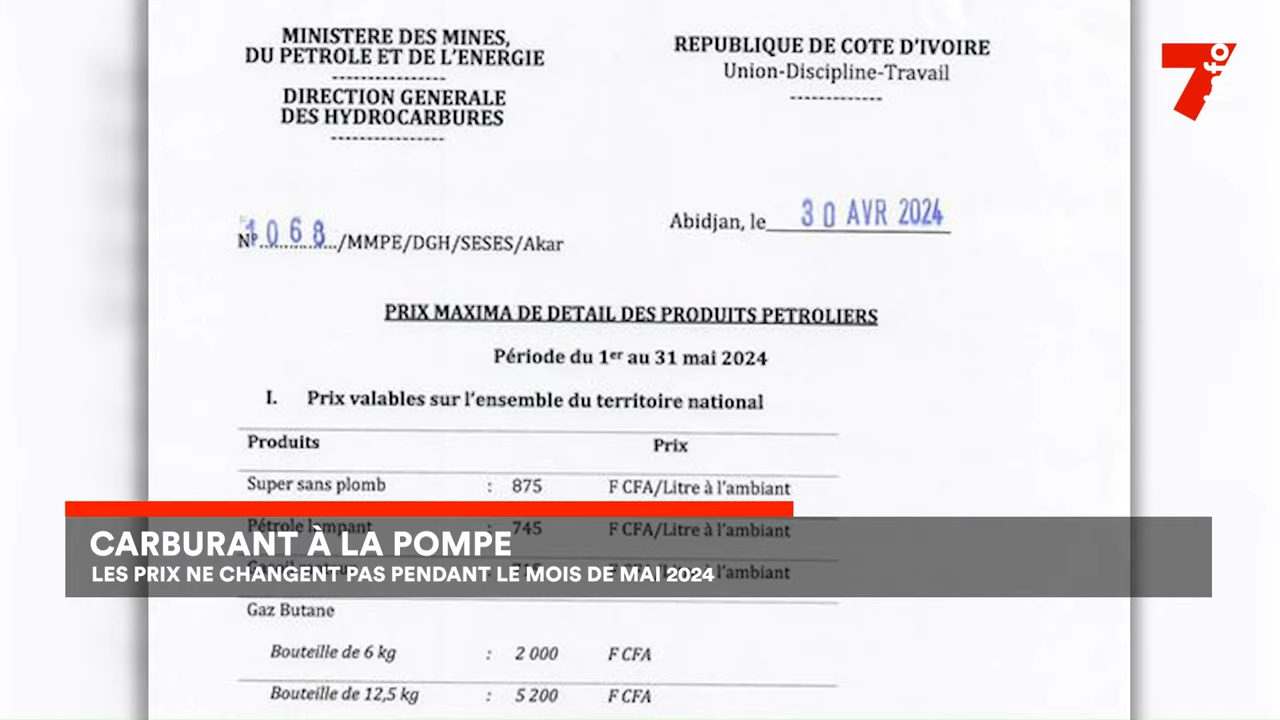 MINISTERE DES MINES,
DU PETROLE ET DE L'ENERGIE
---------------
DIRECTION GENERALE
DES HYDROCARBURES
---------------
REPUBLIQUE DE COTE D'IVOIRE
Union-Discipline-Travail
-------------
7info
N° 1068 /MMPE/DGH/SESES/Akar
Abidjan, le 30 AVR 2024
PRIX MAXIMA DE DETAIL DES PRODUITS PETROLIERS
Période du 1er au 31 mai 2024
I. Prix valables sur l'ensemble du territoire national
Produits Prix
Super sans plomb : 875 F CFA/Litre à l'ambiant
Pétrole lampant : 745 F CFA/Litre à l'ambiant
CARBURANT À LA POMPE
LES PRIX NE CHANGENT PAS PENDANT LE MOIS DE MAI 2024
l'ambiant
Gaz Butane
Bouteille de 6 kg : 2 000 F CFA
Bouteille de 12,5 kg : 5 200 F CFA